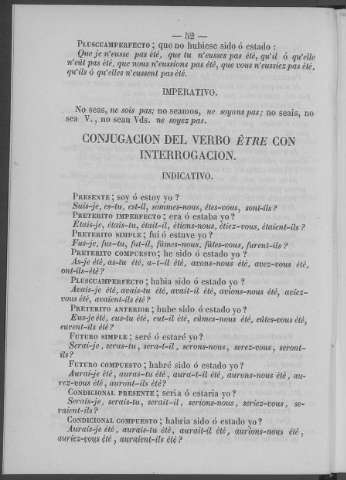 — 52 —
PLUSCUAMPERFECTO; que no hubiese sido ó estado:
Que je n'eusse pas été, que tu n'eusses pas été, qu'il ó qu'elle
n'eût pas été, que nous n'eussions pas été, que vous n'eussiez pas été,
qu'ils ó qu'elles n'eussent pas été.
IMPERATIVO.
No seas, ne sois pas; no seamos, ne soyons pas; no seais, no
sea V., no sean Vds. ne soyez pas.
CONJUGACION DEL VERBO ÊTRE CON
INTERROGACION.
INDICATIVO.
PRESENTE; soy ó estoy yo?
Suis-je, es-tu, est-il, sommes-nous, êtes-vous, sont-ils?
PRETERITO IMPERFECTO; era ó estaba yo?
Étais-je, étais-tu, était-il, étions-nous, étiez-vous, étaient-ils?
PRETERITO SIMPLE; fuí ó estuve yo?
Fus-je, fus-tu, fut-il, fûmes-nous, fûtes-vous, furent-ils?
PRETERITO COMPUESTO; he sido ó estado yo?
As-je été, as-tu été, a-t-il été, avons-nous été, avez-vous été,
ont-ils-été?
PLUSCUAMPERFECTO; habia sido ó estado yo?
Avais-je été, avais-tu été, avait-il été, avions-nous été, aviez-
vous été, avaient-ils été?
PRETERITO ANTERIOR; hube sido ó estado yo?
Eus-je été, eus-tu été, eut-il été, eûmes-nous été, eûtes-vous été,
eurent-ils été?
FUTURO SIMPLE; seré ó estaré yo?
Serai-je, seras-tu, sera-t-il, serons-nous, serez-vous, seront-
ils?
FUTURO COMPUESTO; habré sido ó estado yo?
Aurai-je été, auras-tu été, aura-t-il été, aurons-nous été, au-
rez-vous été, auront-ils été?
CONDICIONAL PRESENTE; seria ó estaria yo?
Serais-je, serais-tu, serait-il, serions-nous, seriez-vous, se-
raient-ils?
CONDICIONAL COMPUESTO; habria sido ó estado yo?
Aurais-je été, aurais-tu été, aurait-il été, aurions-nous été,
auriez-vous été, auraient-ils été?